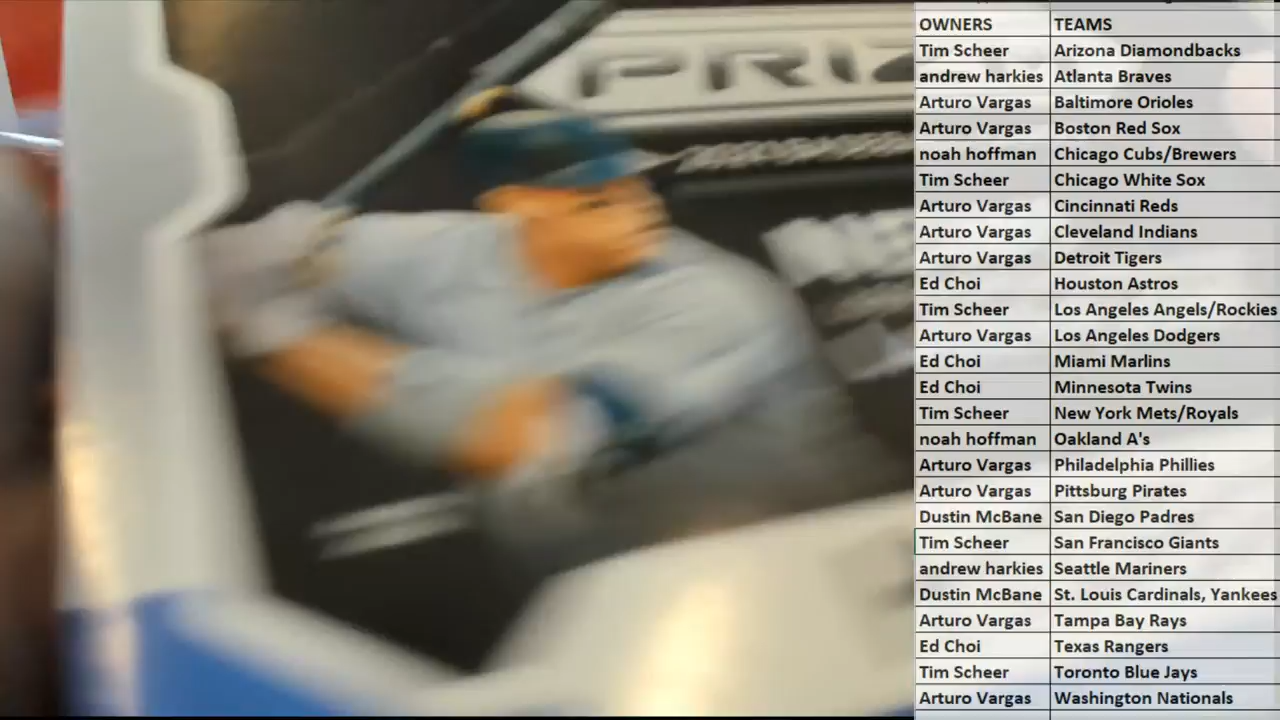 PRIZ
OWNERS TEAMS
Tim Scheer Arizona Diamondbacks
andrew harkies Atlanta Braves
Arturo Vargas Baltimore Orioles
Arturo Vargas Boston Red Sox
noah hoffman Chicago Cubs/Brewers
Tim Scheer Chicago White Sox
Arturo Vargas Cincinnati Reds
Arturo Vargas Cleveland Indians
Arturo Vargas Detroit Tigers
Ed Choi Houston Astros
Tim Scheer Los Angeles Angels/Rockies
Arturo Vargas Los Angeles Dodgers
Ed Choi Miami Marlins
Ed Choi Minnesota Twins
Tim Scheer New York Mets/Royals
noah hoffman Oakland A's
Arturo Vargas Philadelphia Phillies
Arturo Vargas Pittsburg Pirates
Dustin McBane San Diego Padres
Tim Scheer San Francisco Giants
andrew harkies Seattle Mariners
Dustin McBane St. Louis Cardinals, Yankees
Arturo Vargas Tampa Bay Rays
Ed Choi Texas Rangers
Tim Scheer Toronto Blue Jays
Arturo Vargas Washington Nationals